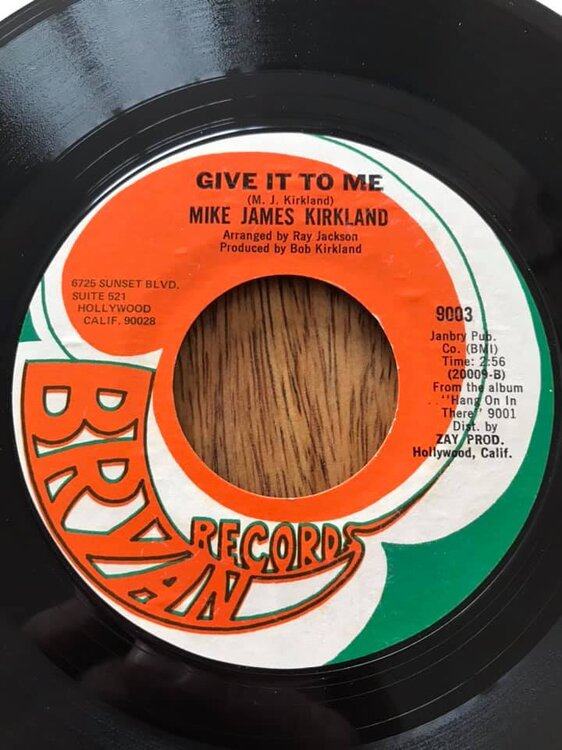 GIVE IT TO ME
(M. J. Kirkland)
MIKE JAMES KIRKLAND
Arranged by Ray Jackson
Produced by Bob Kirkland
6725 SUNSET BLVD.
SUITE 521
HOLLYWOOD
CALIF. 90028
9003
Janbry Pub.
Co. (BMI)
Time: 2:56
(20009-B)
From the album
"Hang On In
There" 9001
Dist. by
ZAY PROD.
Hollywood, Calif.
BRYAN
RECORDS